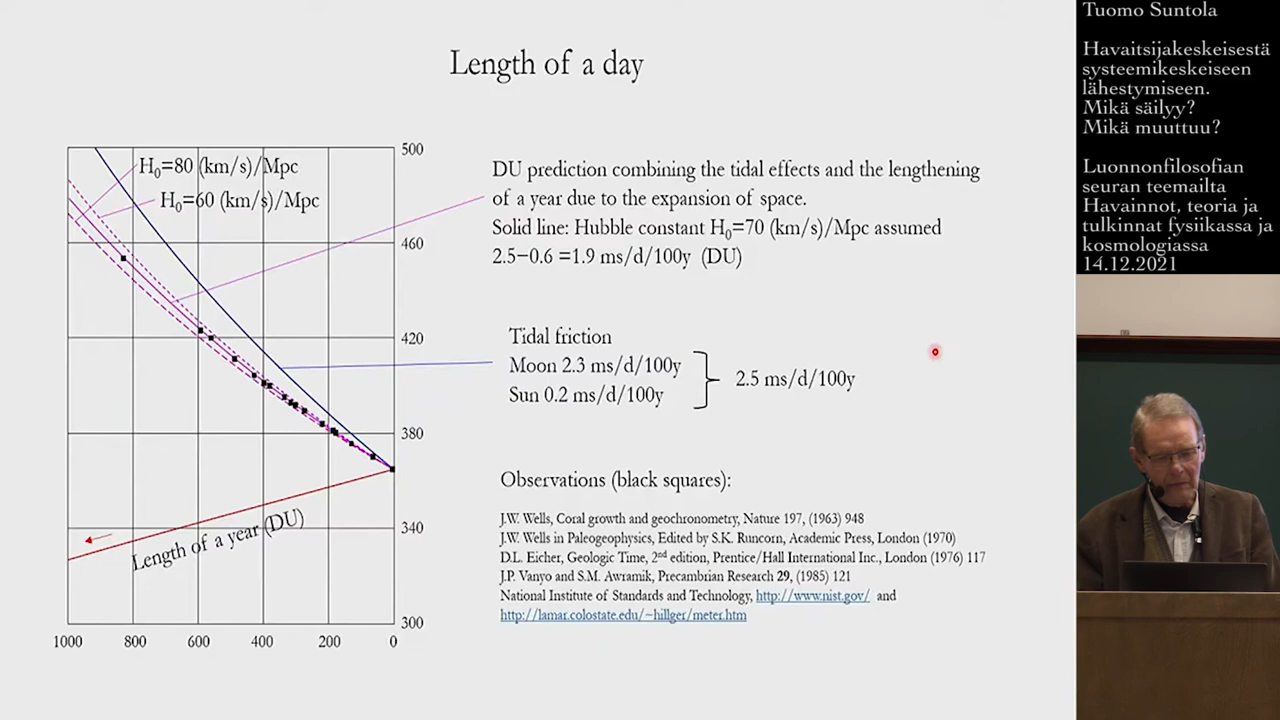 Length of a day
H₀=80 (km/s)/Mpc
H₀=60 (km/s)/Mpc
500
460
420
380
340
300
1000
800
600
400
200
0
Length of a year (DU)
DU prediction combining the tidal effects and the lengthening
of a year due to the expansion of space.
Solid line: Hubble constant H₀=70 (km/s)/Mpc assumed
2.5−0.6 =1.9 ms/d/100y (DU)
Tidal friction
Moon 2.3 ms/d/100y
Sun 0.2 ms/d/100y
2.5 ms/d/100y
Observations (black squares):
J.W. Wells, Coral growth and geochronometry, Nature 197, (1963) 948
J.W. Wells in Paleogeophysics, Edited by S.K. Runcorn, Academic Press, London (1970)
D.L. Eicher, Geologic Time, 2ⁿᵈ edition, Prentice/Hall International Inc., London (1976) 117
J.P. Vanyo and S.M. Awramik, Precambrian Research 29, (1985) 121
National Institute of Standards and Technology, http://www.nist.gov/ and
http://lamar.colostate.edu/~hillger/meter.htm
Tuomo Suntola
Havaitsijakeskeisestä
systeemikeskeiseen
lähestymiseen.
Mikä säilyy?
Mikä muuttuu?
Luonnonfilosofian
seuran teemailta
Havainnot, teoria ja
tulkinnat fysiikassa ja
kosmologiassa
14.12.2021